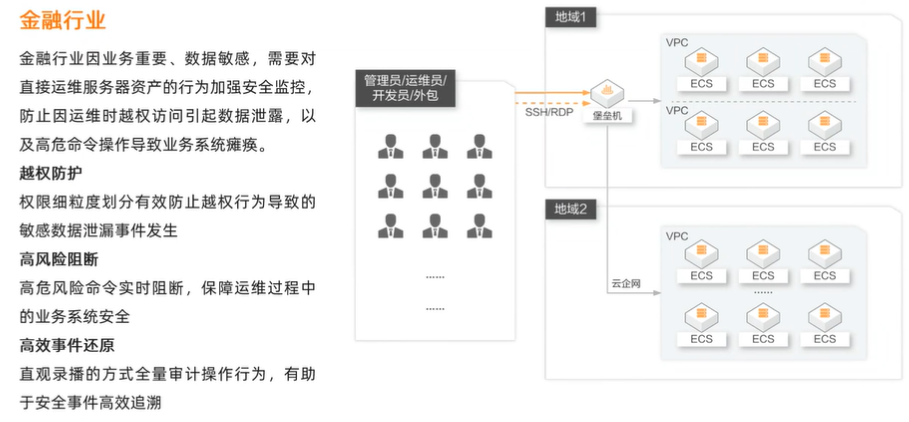 金融行业
金融行业因业务重要、数据敏感，需要对
直接运维服务器资产的行为加强安全监控，
防止因运维时越权访问引起数据泄露，以
及高危命令操作导致业务系统瘫痪。
越权防护
权限细粒度划分有效防止越权行为导致的
敏感数据泄漏事件发生
高风险阻断
高危风险命令实时阻断，保障运维过程中
的业务系统安全
高效事件还原
直观录播的方式全量审计操作行为，有助
于安全事件高效追溯
管理员/运维员/
开发员/外包
......
......
SSH/RDP
地域1
堡垒机
VPC
ECS ECS ECS
VPC
ECS ECS ECS
地域2
云企网
VPC
ECS ECS ECS
......
ECS ECS ECS